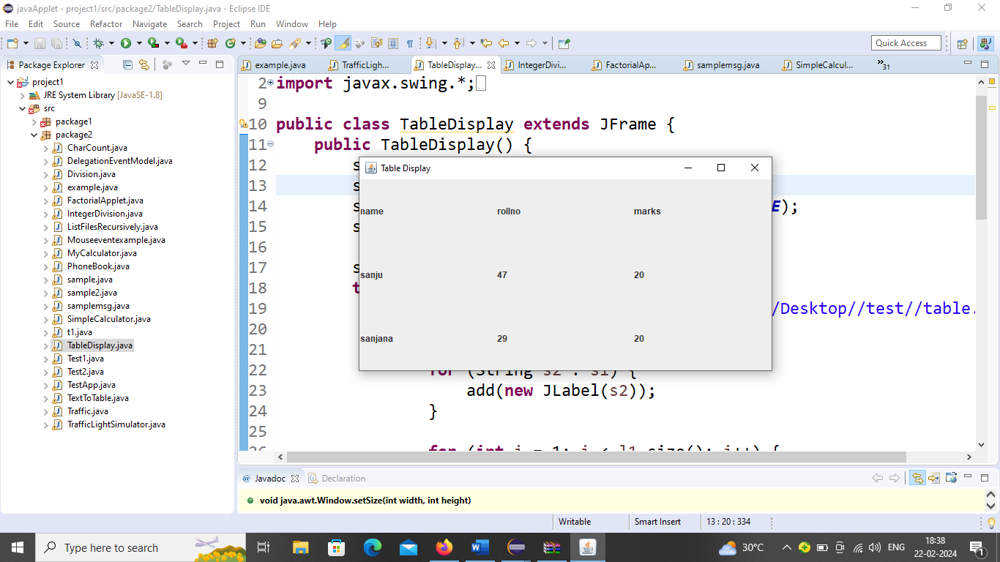 javaApplet - project1/src/package2/TableDisplay.java - Eclipse IDE
File Edit Source Refactor Navigate Search Project Run Window Help
Quick Access
Package Explorer
example.java TrafficLigh... TableDisplay... IntegerDivi... FactorialAp... samplemsg.java SimpleCalcul... »31
project1
JRE System Library [JavaSE-1.8]
src
package1
package2
CharCount.java
DelegationEventModel.java
Division.java
example.java
FactorialApplet.java
IntegerDivision.java
ListFilesRecursively.java
Mouseeventexample.java
MyCalculator.java
PhoneBook.java
sample.java
sample2.java
samplemsg.java
SimpleCalculator.java
t1.java
TableDisplay.java
Test1.java
Test2.java
TestApp.java
TextToTable.java
Traffic.java
TrafficLightSimulator.java
2 import javax.swing.*;
9
10 public class TableDisplay extends JFrame {
11 public TableDisplay() {
12 s
13 s
14 s E);
15 s
16
17 s
18 t
19 /Desktop//test//table.
20
21
22 for (String s2 : s1) {
23 add(new JLabel(s2));
24 }
25
26 for (int i = 1; i < l1.size(); i++) {
Table Display
name rollno marks
sanju 47 20
sanjana 29 20
@ Javadoc Declaration
void java.awt.Window.setSize(int width, int height)
Writable Smart Insert 13 : 20 : 334
Type here to search
30°C
ENG
18:38
22-02-2024
1